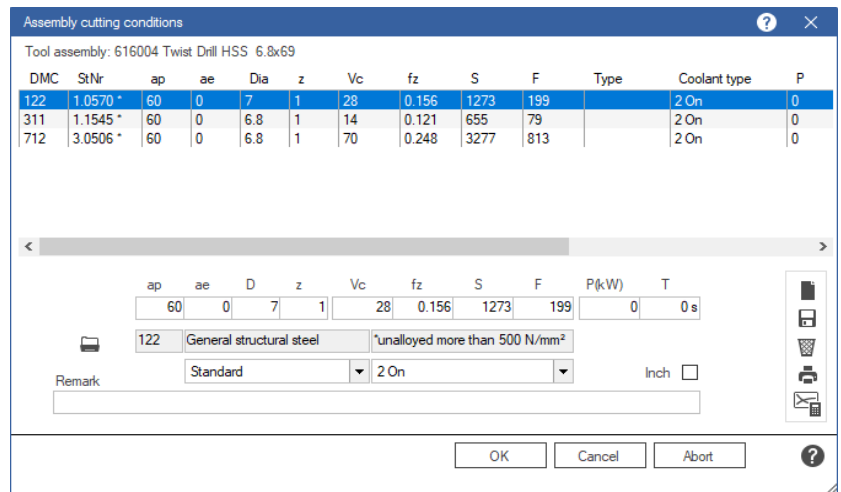 Assembly cutting conditions
Tool assembly: 616004 Twist Drill HSS 6.8x69
DMC StNr ap ae Dia z Vc fz S F Type Coolant type P
122 1.0570 * 60 0 7 1 28 0.156 1273 199 2 On 0
311 1.1545 * 60 0 6.8 1 14 0.121 655 79 2 On 0
712 3.0506 * 60 0 6.8 1 70 0.248 3277 813 2 On 0
ap ae D z Vc fz S F P(kW) T
60 0 7 1 28 0.156 1273 199 0 0 s
122 General structural steel *unalloyed more than 500 N/mm²
Standard 2 On Inch
Remark
OK Cancel Abort